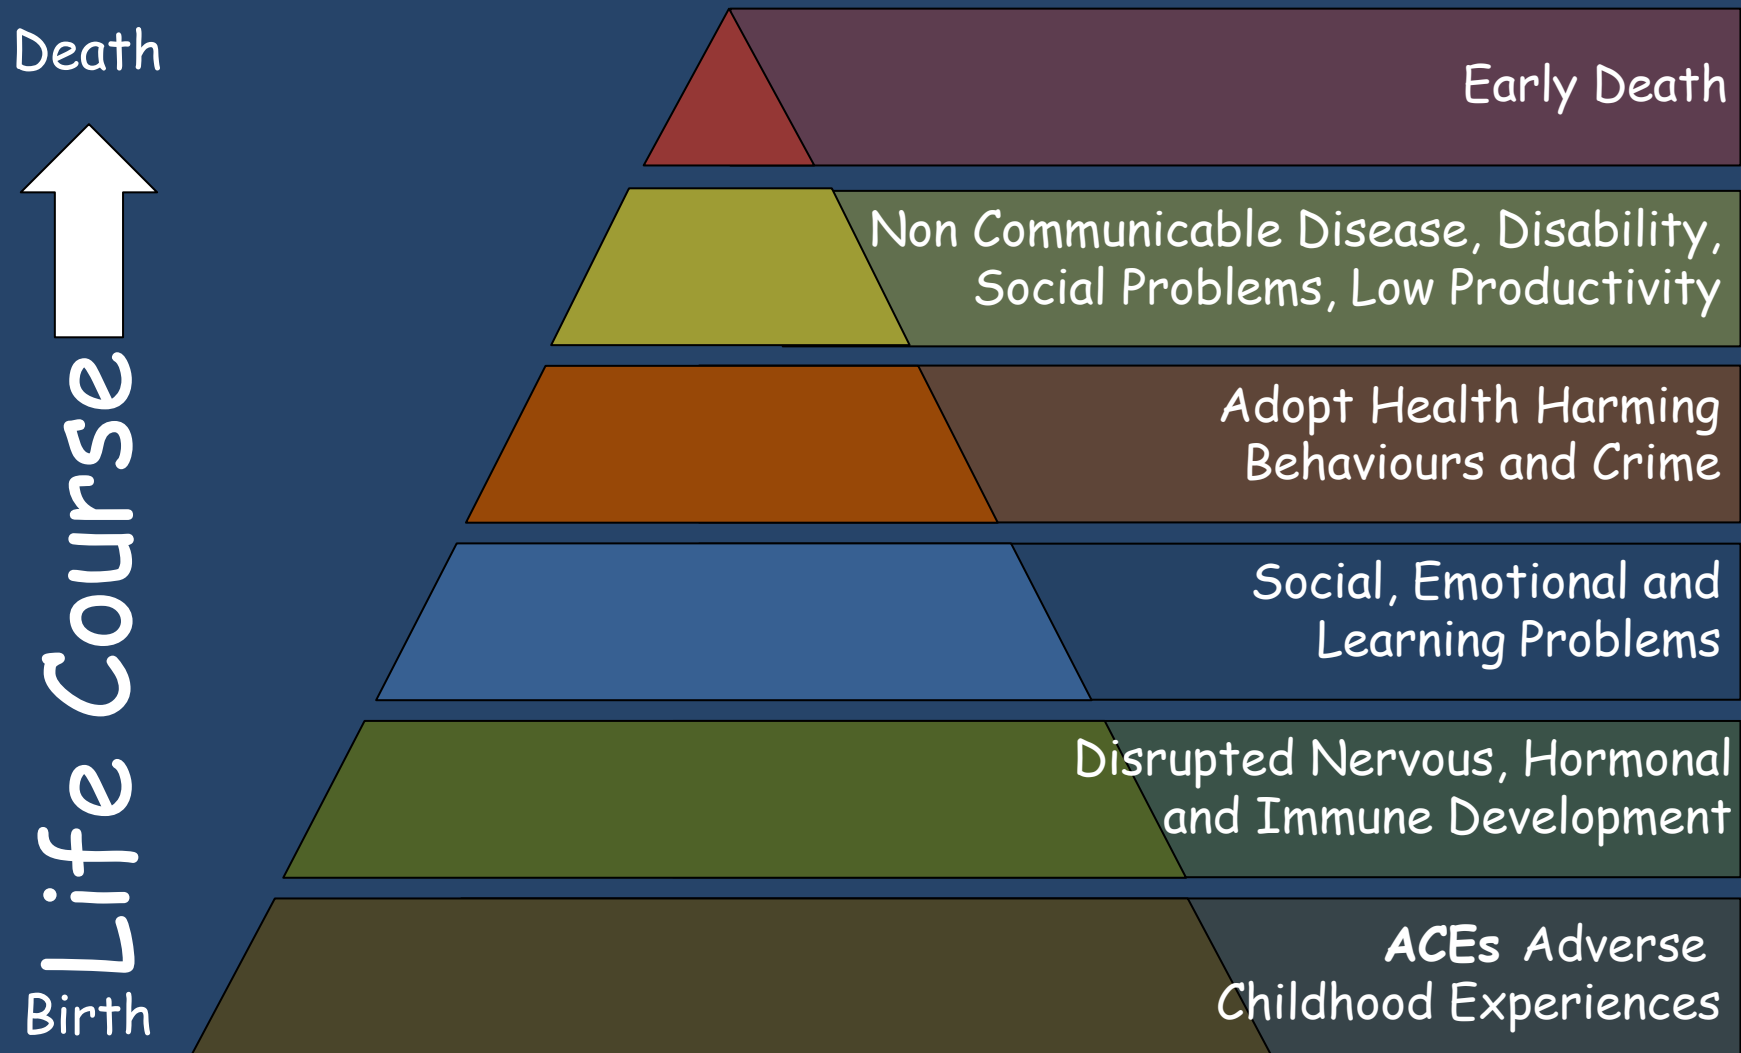 Death
Early Death
Non Communicable Disease, Disability,
Social Problems, Low Productivity
Adopt Health Harming
Behaviours and Crime
Social, Emotional and
Learning Problems
Disrupted Nervous, Hormonal
and Immune Development
ACEs Adverse
Childhood Experiences
Life Course
Birth